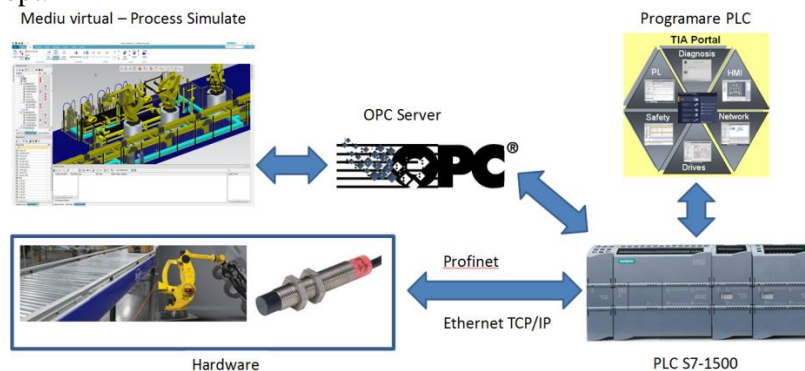 Mediu virtual – Process Simulate
Programare PLC
TIA Portal
Diagnosis
PL
HMI
Safety
Network
Drives
OPC Server
OPC®
Profinet
Ethernet TCP/IP
SIEMENS
Hardware
PLC S7-1500